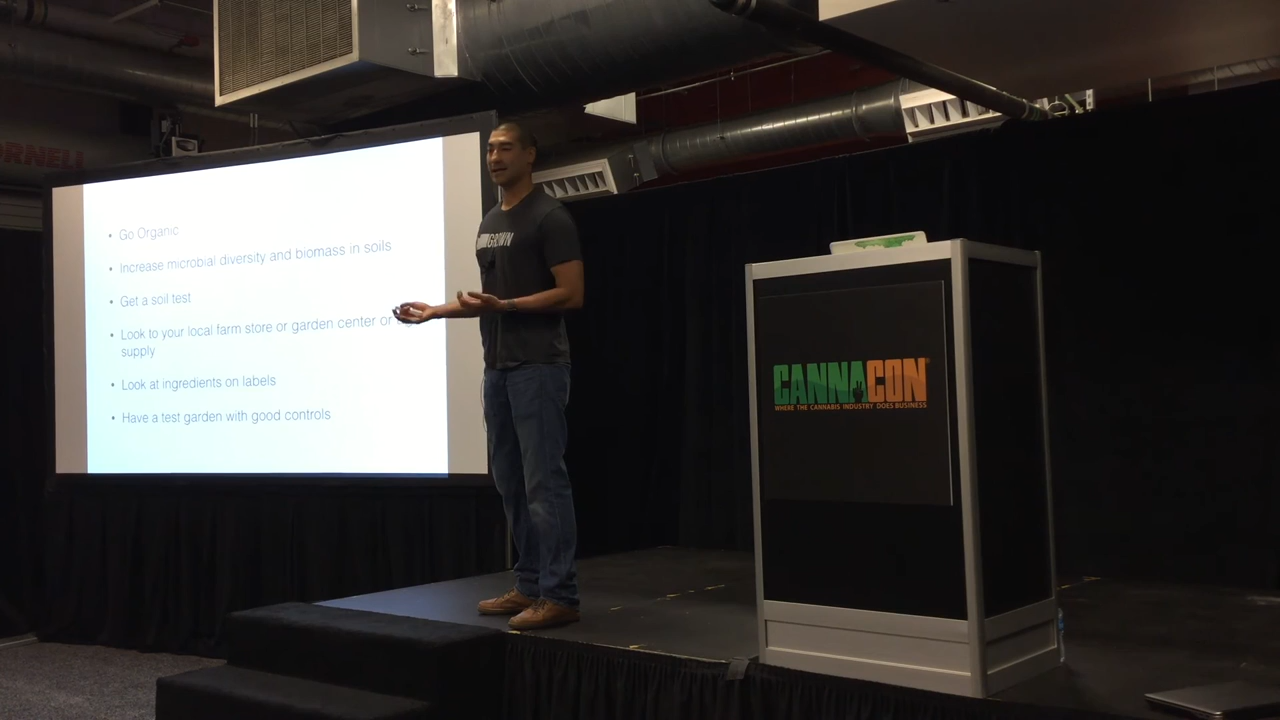 Go Organic
Increase microbial diversity and biomass in soils
Get a soil test
Look to your local farm store or garden center or
supply
Look at ingredients on labels
Have a test garden with good controls
GROWN
CANNACON®
WHERE THE CANNABIS INDUSTRY DOES BUSINESS